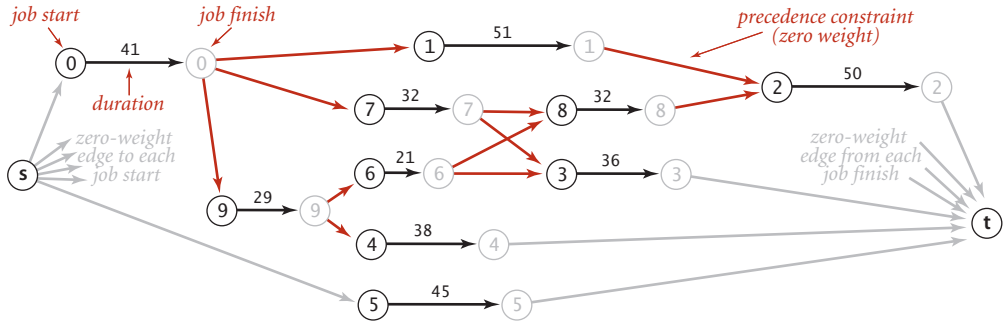 job start
job finish
41
51
0
0
1
1
precedence constraint
(zero weight)
duration
32
32
50
7
7
8
8
2
2
zero-weight
edge to each
job start
s
21
36
6
6
3
3
zero-weight
edge from each
job finish
29
9
9
38
4
4
t
45
5
5